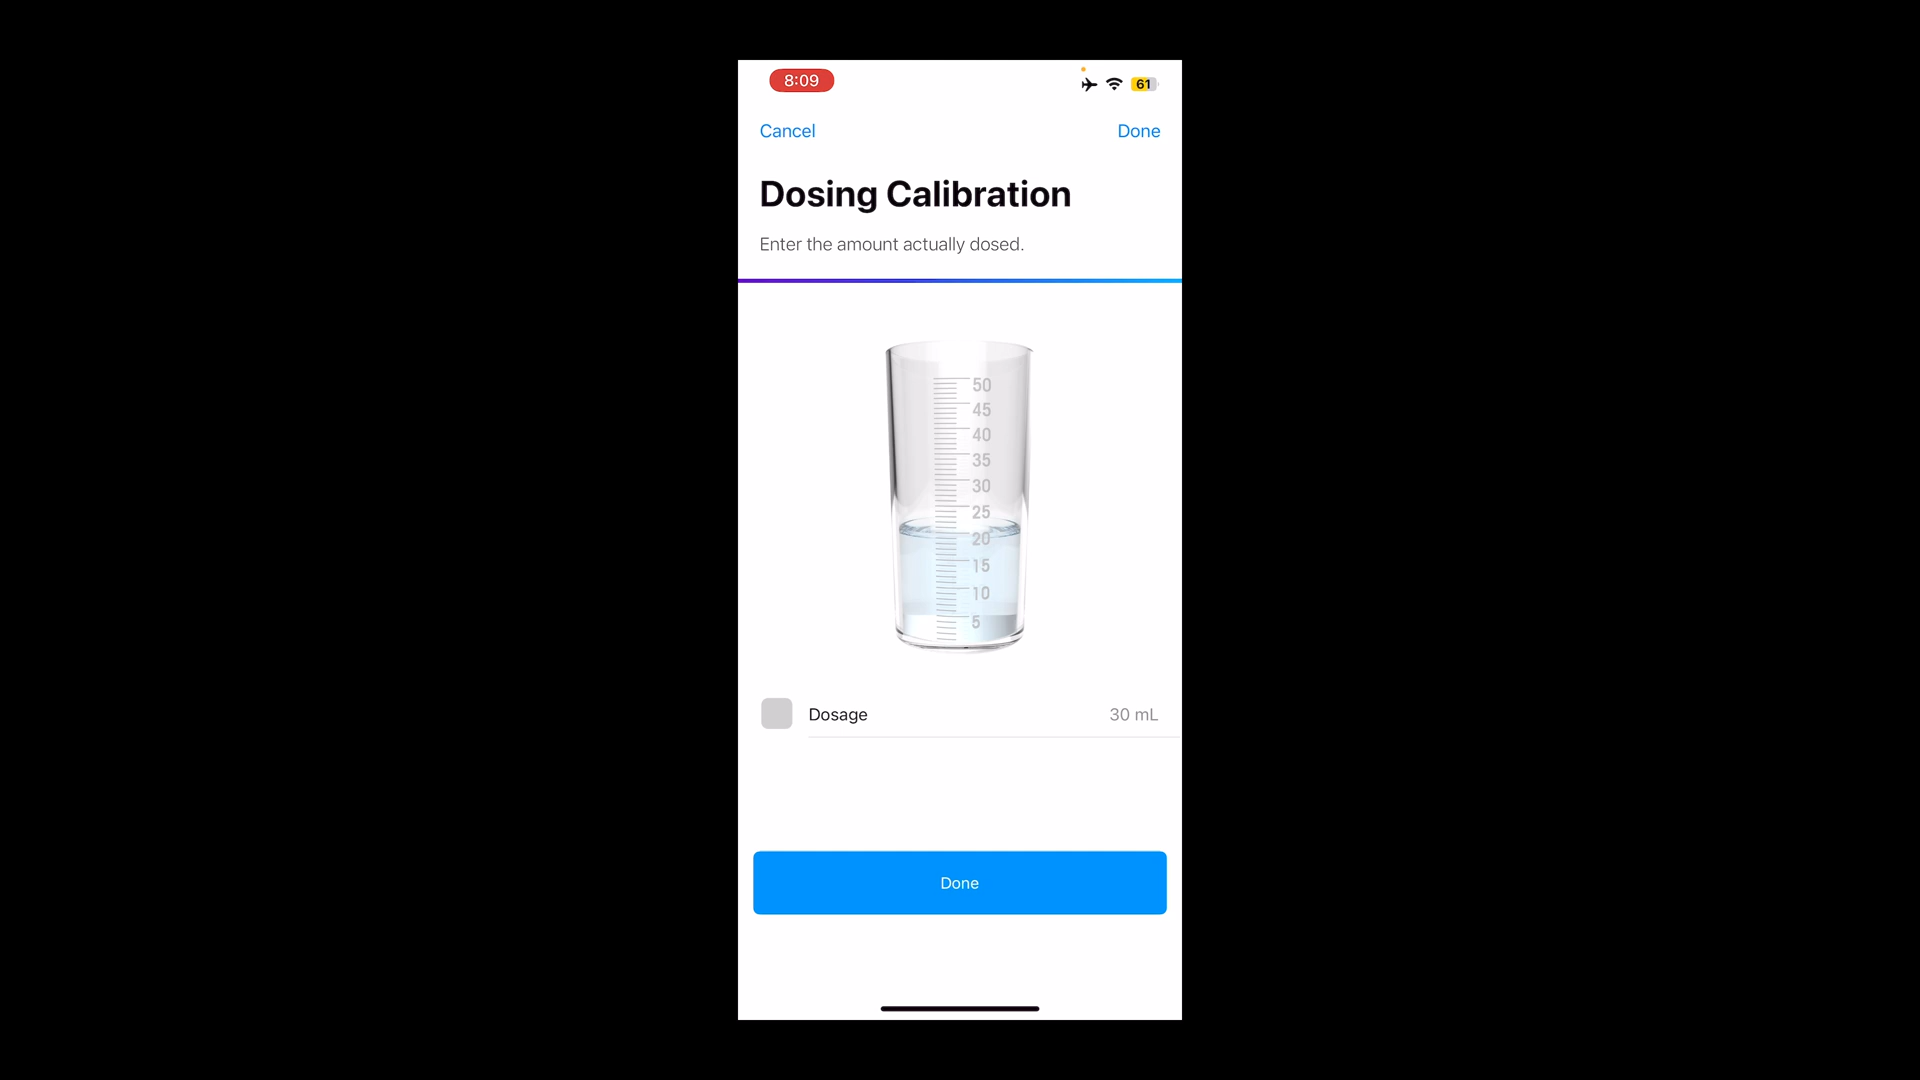 8:09
61
Cancel
Done
Dosing Calibration
Enter the amount actually dosed.
50
45
40
35
30
25
20
15
10
5
Dosage
30 mL
Done